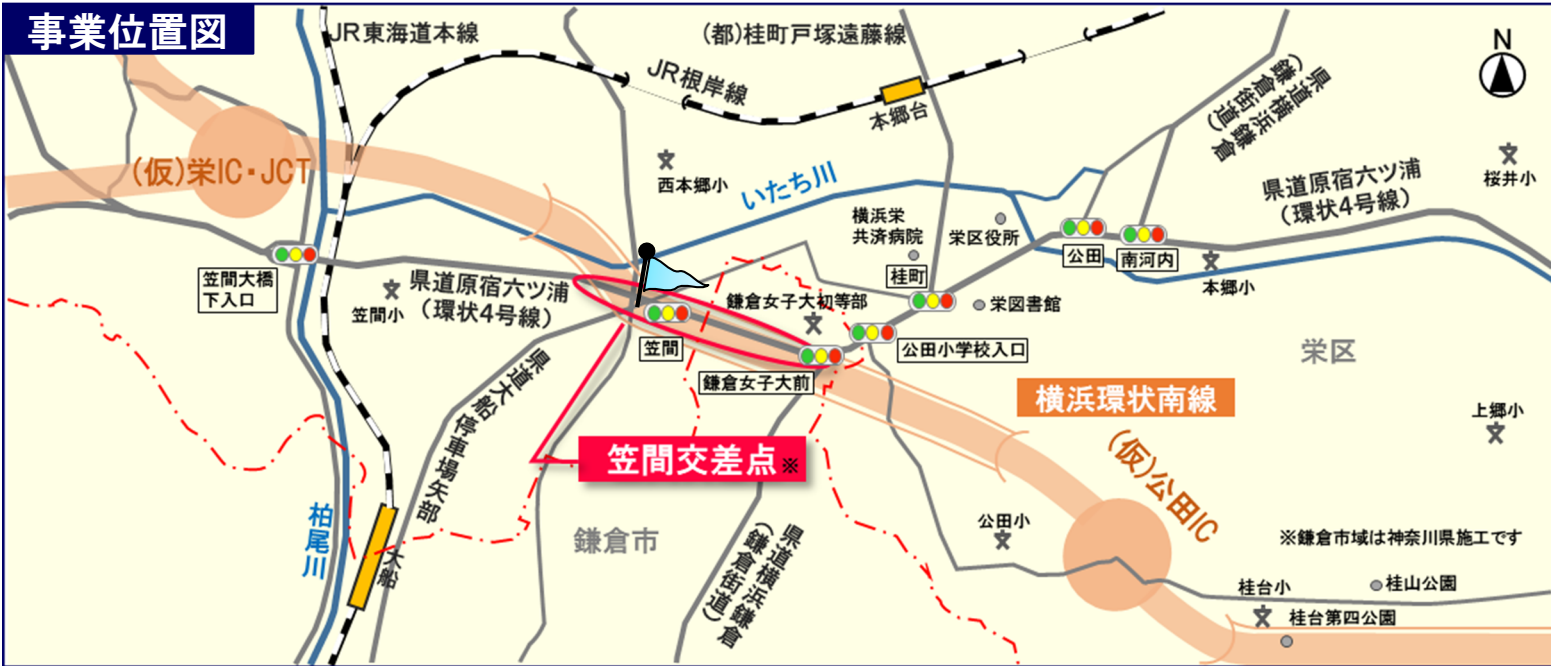 事業位置図
JR東海道本線
(都)桂町戸塚遠藤線
N
JR根岸線
本郷台
県道横浜鎌倉
(鎌倉街道)
(仮)栄IC・JCT
西本郷小
いたち川
県道原宿六ツ浦
(環状4号線)
桜井小
横浜栄
共済病院
栄区役所
公田
南河内
桂町
本郷小
笠間大橋
下入口
県道原宿六ツ浦
(環状4号線)
笠間小
鎌倉女子大初等部
栄図書館
笠間
公田小学校入口
栄区
鎌倉女子大前
横浜環状南線
県道大船停車場矢部
上郷小
笠間交差点※
(仮)公田IC
柏尾川
鎌倉市
県道横浜鎌倉
(鎌倉街道)
公田小
※鎌倉市域は神奈川県施工です
大船
桂台小
桂山公園
桂台第四公園